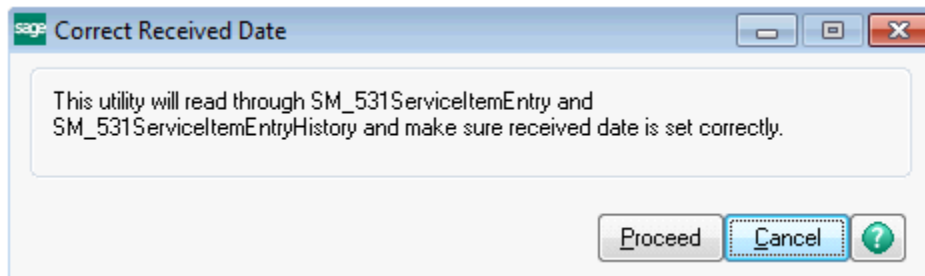 sage Correct Received Date
This utility will read through SM_531ServiceItemEntry and
SM_531ServiceItemEntryHistory and make sure received date is set correctly.
Proceed Cancel ?